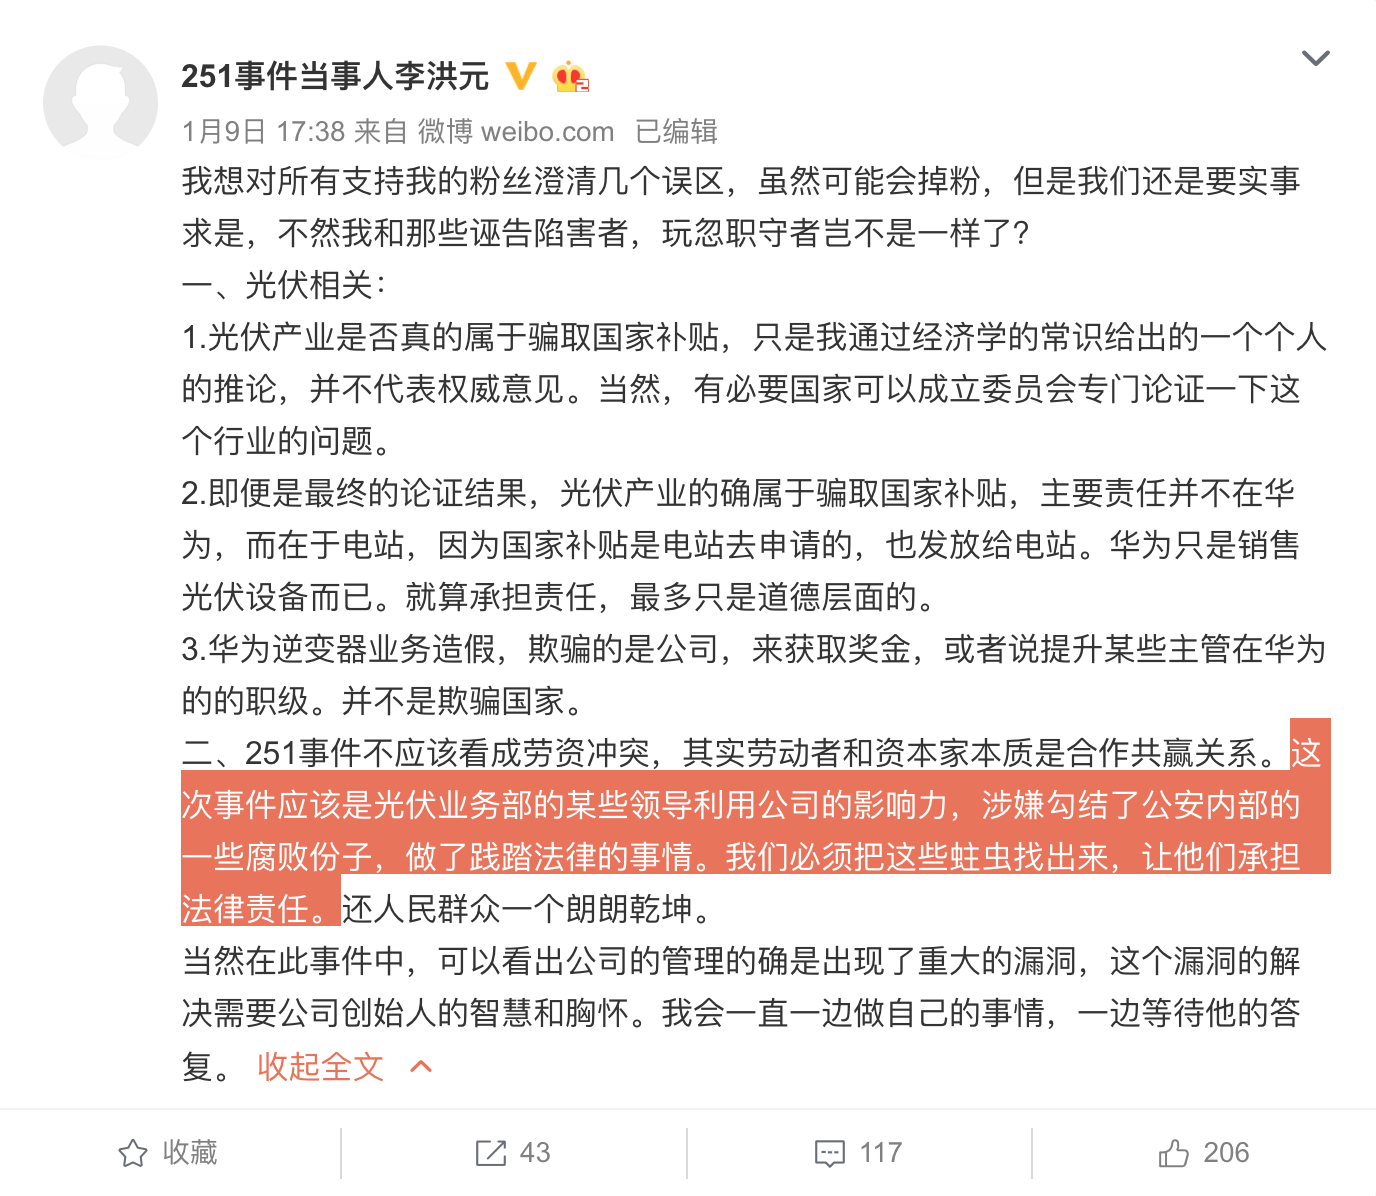 251事件当事人李洪元
1月9日 17:38 来自 微博 weibo.com 已编辑
我想对所有支持我的粉丝澄清几个误区，虽然可能会掉粉，但是我们还是要实事
求是，不然我和那些诬告陷害者，玩忽职守者岂不是一样了？
一、光伏相关：
1.光伏产业是否真的属于骗取国家补贴，只是我通过经济学的常识给出的一个个人
的推论，并不代表权威意见。当然，有必要国家可以成立委员会专门论证一下这
个行业的问题。
2.即便是最终的论证结果，光伏产业的确属于骗取国家补贴，主要责任并不在华
为，而在于电站，因为国家补贴是电站去申请的，也发放给电站。华为只是销售
光伏设备而已。就算承担责任，最多只是道德层面的。
3.华为逆变器业务造假，欺骗的是公司，来获取奖金，或者说提升某些主管在华为
的的职级。并不是欺骗国家。
二、251事件不应该看成劳资冲突，其实劳动者和资本家本质是合作共赢关系。这
次事件应该是光伏业务部的某些领导利用公司的影响力，涉嫌勾结了公安内部的
一些腐败份子，做了践踏法律的事情。我们必须把这些蛀虫找出来，让他们承担
法律责任。还人民群众一个朗朗乾坤。
当然在此事件中，可以看出公司的管理的确是出现了重大的漏洞，这个漏洞的解
决需要公司创始人的智慧和胸怀。我会一直一边做自己的事情，一边等待他的答
复。 收起全文
收藏 43 117 206